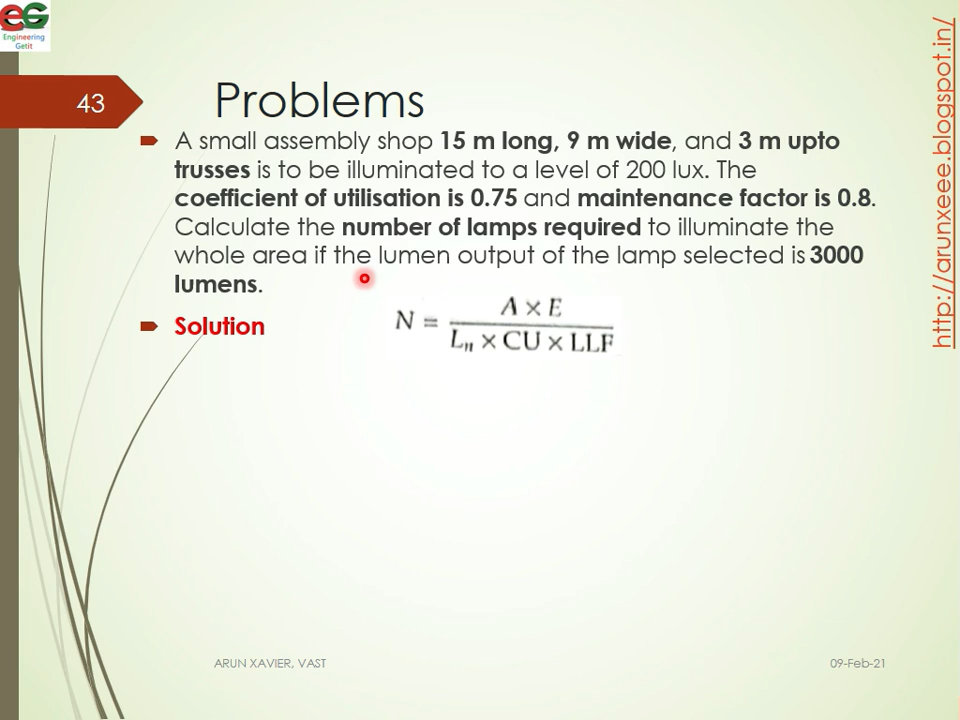 EG
Engineering
Getit
http://arunxeee.blogspot.in/
43
Problems
A small assembly shop 15 m long, 9 m wide, and 3 m upto
trusses is to be illuminated to a level of 200 lux. The
coefficient of utilisation is 0.75 and maintenance factor is 0.8.
Calculate the number of lamps required to illuminate the
whole area if the lumen output of the lamp selected is 3000
lumens.
Solution
N = A × E
Lₙ × CU × LLF
ARUN XAVIER, VAST
09-Feb-21